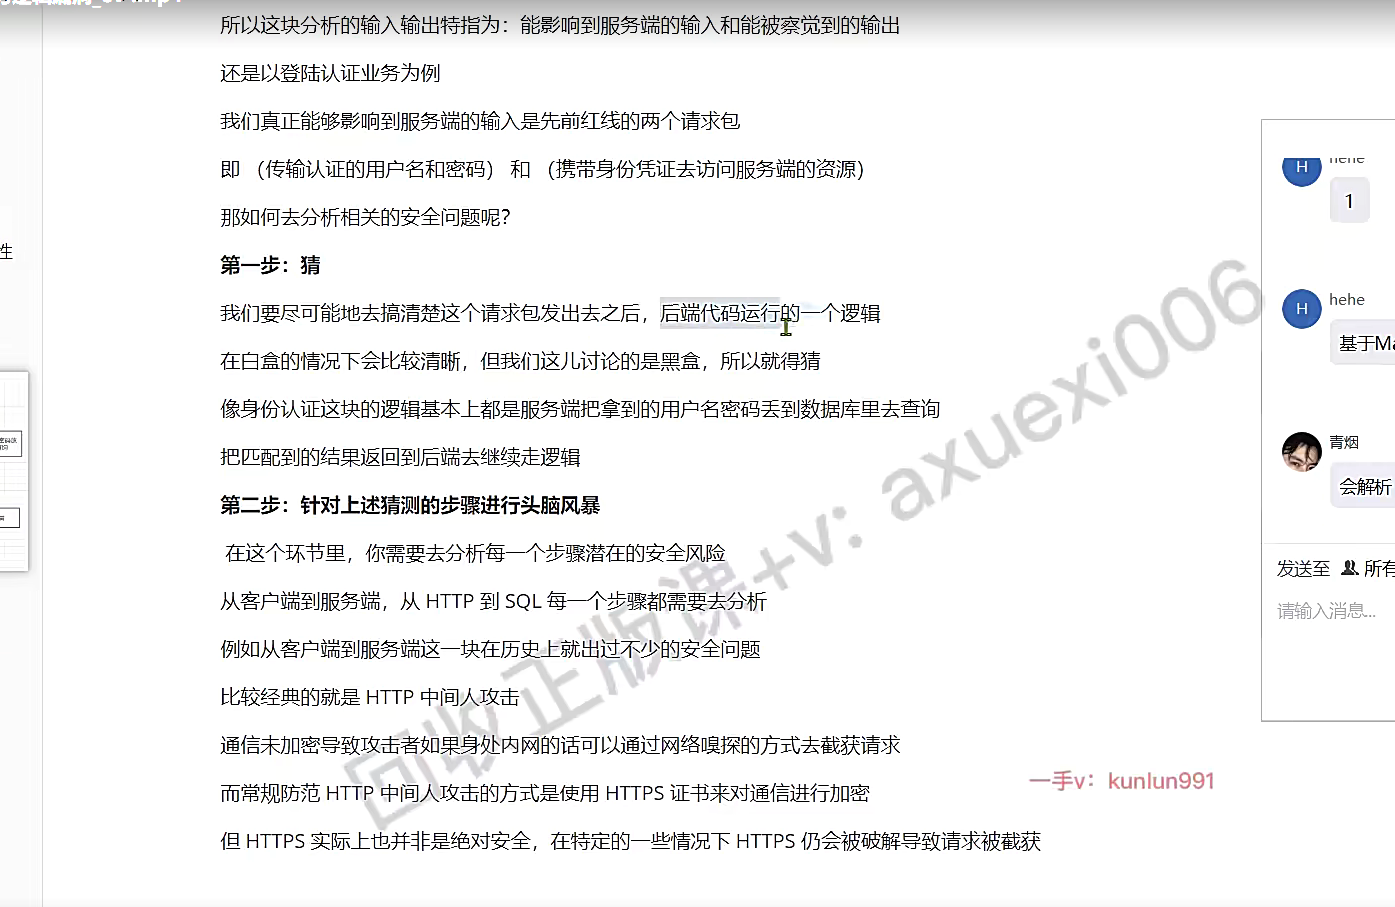 所以这块分析的输入输出特指为：能影响到服务端的输入和能被察觉到的输出
还是以登陆认证业务为例
我们真正能够影响到服务端的输入是先前红线的两个请求包
即 （传输认证的用户名和密码） 和 （携带身份凭证去访问服务端的资源）
那如何去分析相关的安全问题呢？
第一步：猜
我们要尽可能地去搞清楚这个请求包发出去之后，后端代码运行的一个逻辑
在白盒的情况下会比较清晰，但我们这儿讨论的是黑盒，所以就得猜
像身份认证这块的逻辑基本上都是服务端把拿到的用户名密码丢到数据库里去查询
把匹配到的结果返回到后端去继续走逻辑
第二步：针对上述猜测的步骤进行头脑风暴
在这个环节里，你需要去分析每一个步骤潜在的安全风险
从客户端到服务端，从 HTTP 到 SQL 每一个步骤都需要去分析
例如从客户端到服务端这一块在历史上就出过不少的安全问题
比较经典的就是 HTTP 中间人攻击
通信未加密导致攻击者如果身处内网的话可以通过网络嗅探的方式去截获请求
而常规防范 HTTP 中间人攻击的方式是使用 HTTPS 证书来对通信进行加密
但 HTTPS 实际上也并非是绝对安全，在特定的一些情况下 HTTPS 仍会被破解导致请求被截获
性
hehe
H
1
hehe
H
基于Ma
青烟
会解析
发送至 所有
请输入消息...
回收正版课+v: axuexi006
一手v：kunlun991